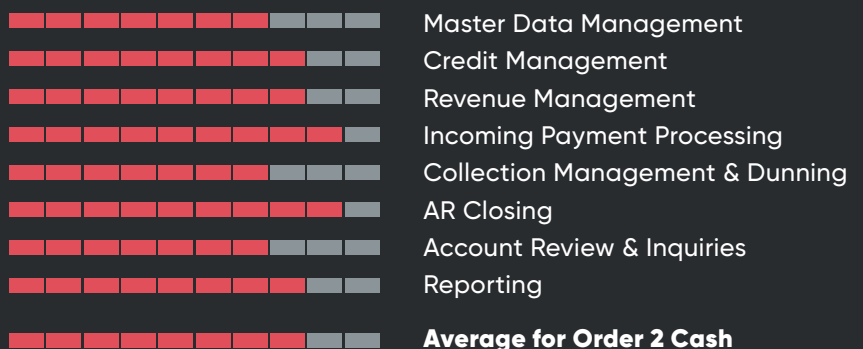 Master Data Management
Credit Management
Revenue Management
Incoming Payment Processing
Collection Management & Dunning
AR Closing
Account Review & Inquiries
Reporting
Average for Order 2 Cash